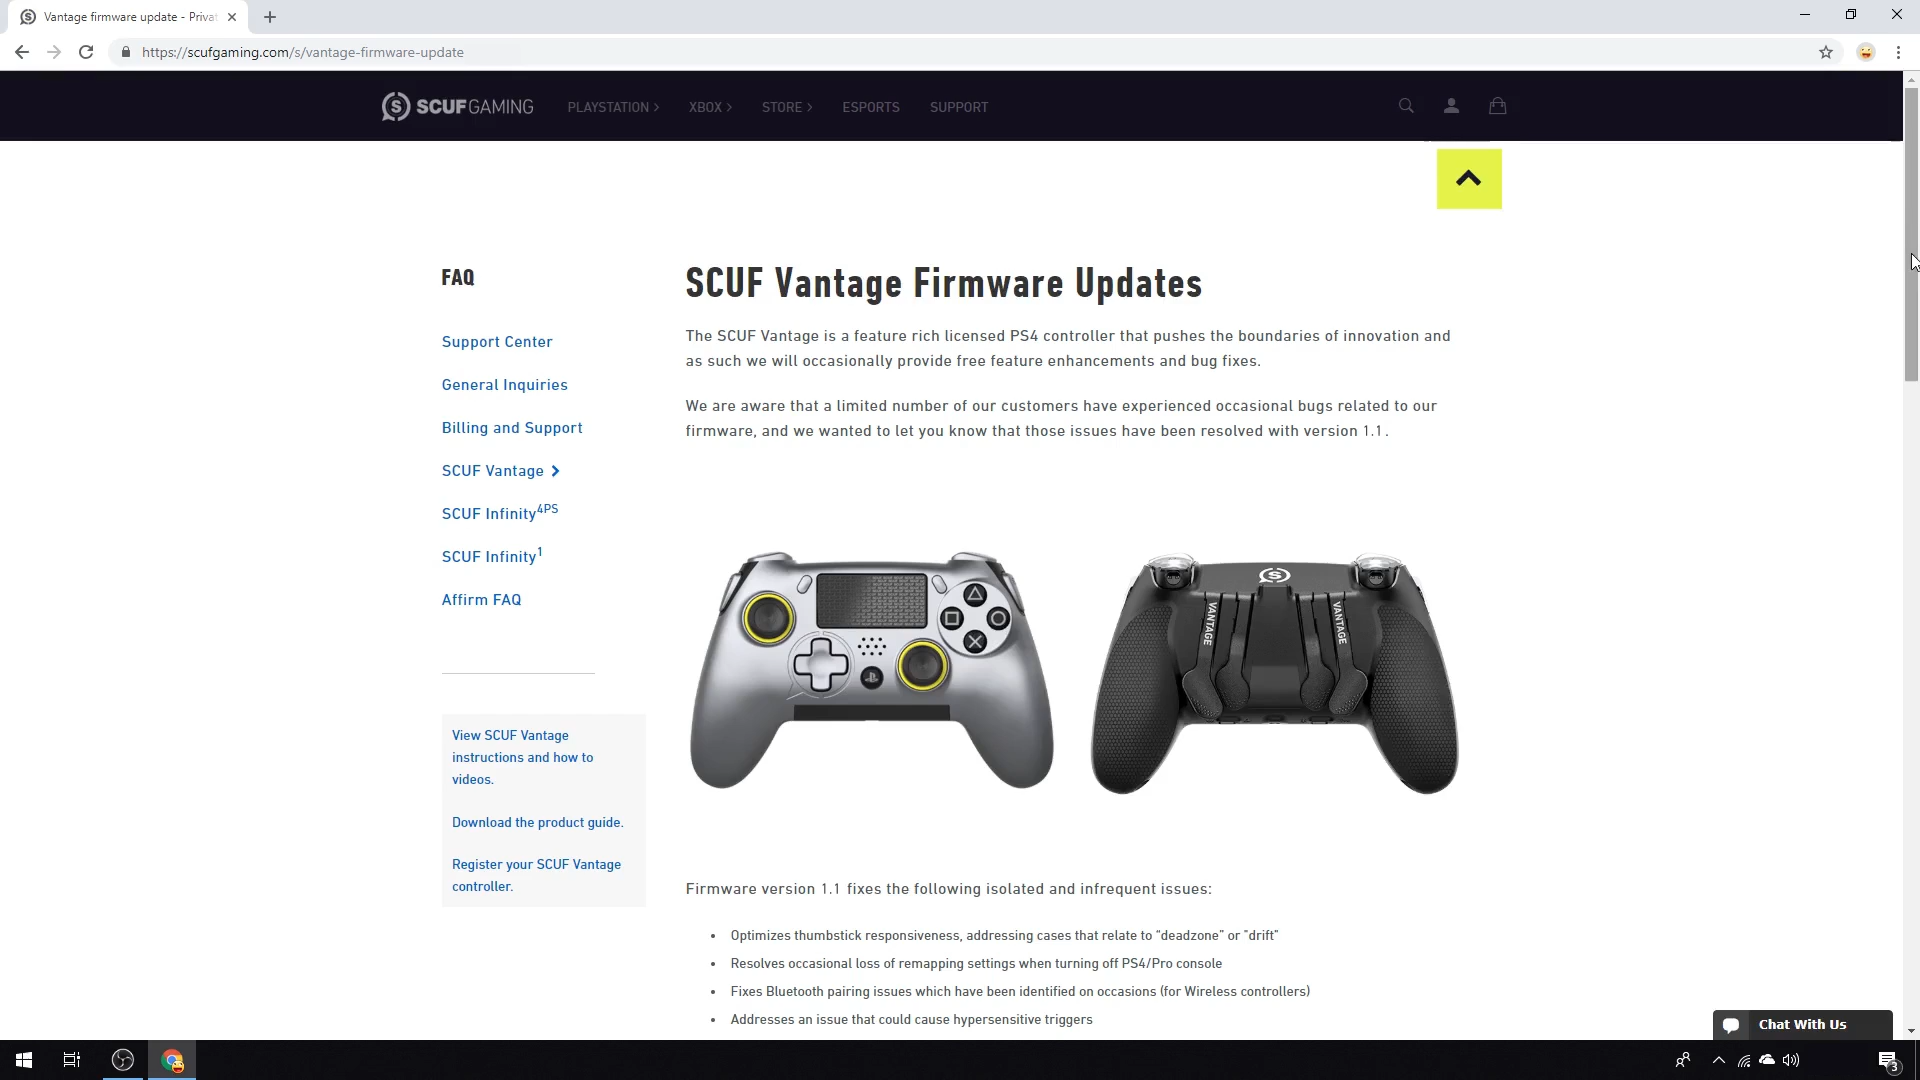 Vantage firmware update - Privat
https://scufgaming.com/s/vantage-firmware-update
SCUFGAMING
PLAYSTATION >
XBOX >
STORE >
ESPORTS
SUPPORT
FAQ
Support Center
General Inquiries
Billing and Support
SCUF Vantage >
SCUF Infinity4PS
SCUF Infinity1
Affirm FAQ
View SCUF Vantage
instructions and how to
videos.
Download the product guide.
Register your SCUF Vantage
controller.
SCUF Vantage Firmware Updates
The SCUF Vantage is a feature rich licensed PS4 controller that pushes the boundaries of innovation and
as such we will occasionally provide free feature enhancements and bug fixes.
We are aware that a limited number of our customers have experienced occasional bugs related to our
firmware, and we wanted to let you know that those issues have been resolved with version 1.1.
VANTAGE
VANTAGE
Firmware version 1.1 fixes the following isolated and infrequent issues:
• Optimizes thumbstick responsiveness, addressing cases that relate to “deadzone” or "drift"
• Resolves occasional loss of remapping settings when turning off PS4/Pro console
• Fixes Bluetooth pairing issues which have been identified on occasions (for Wireless controllers)
• Addresses an issue that could cause hypersensitive triggers
Chat With Us
3